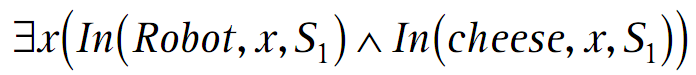 ∃x(In(Robot, x, S₁) ∧ In(cheese, x, S₁))